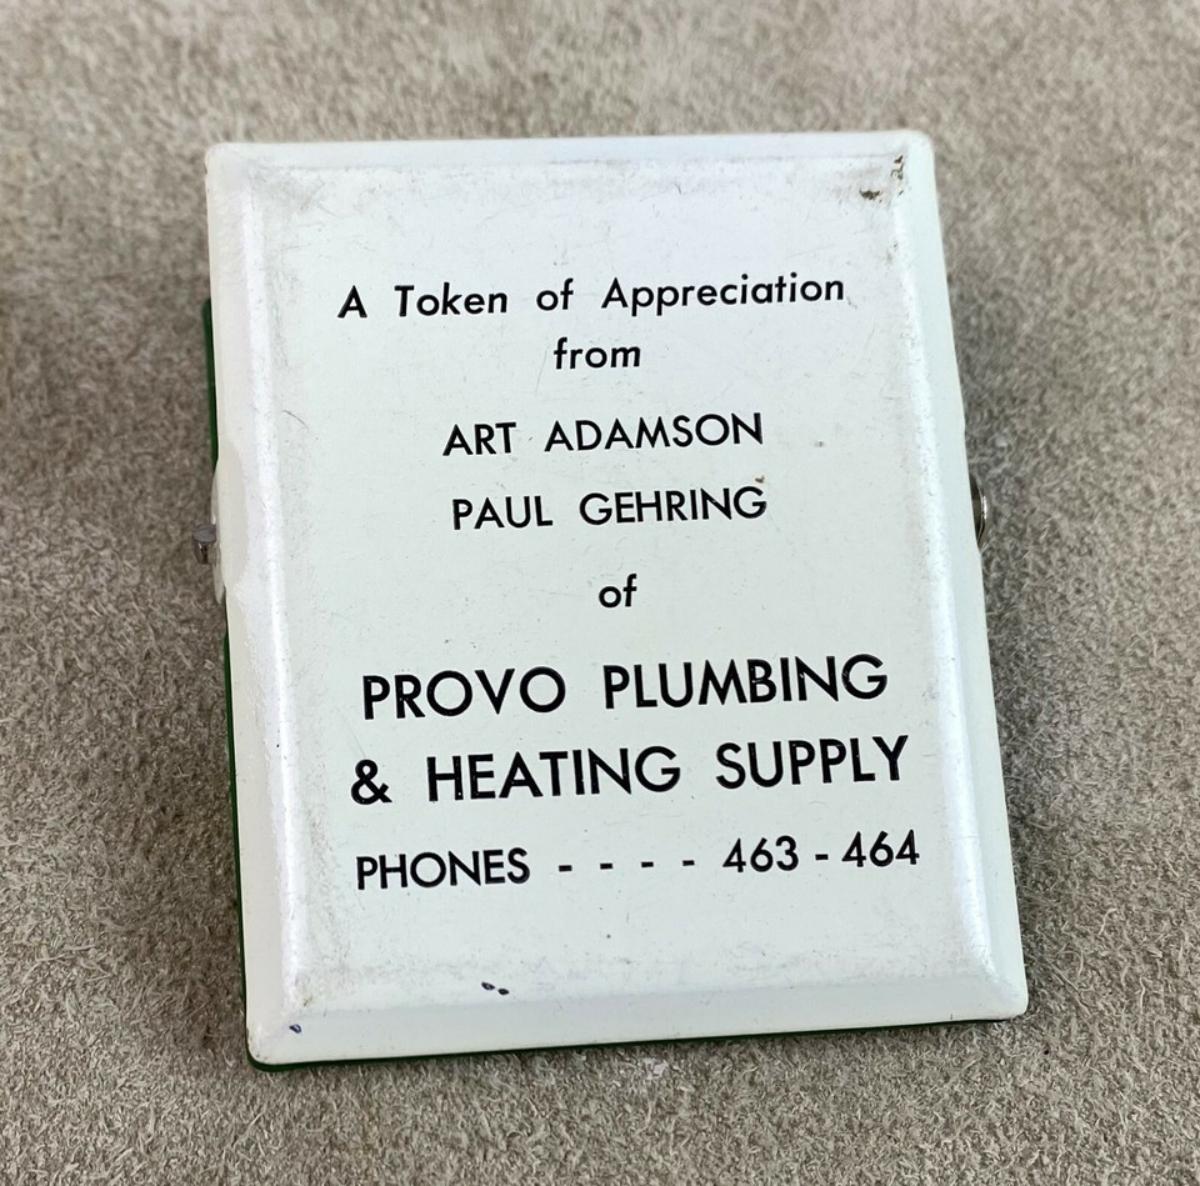 A Token of Appreciation
from
ART ADAMSON
PAUL GEHRING
of
PROVO PLUMBING
& HEATING SUPPLY
PHONES - - - - 463 - 464